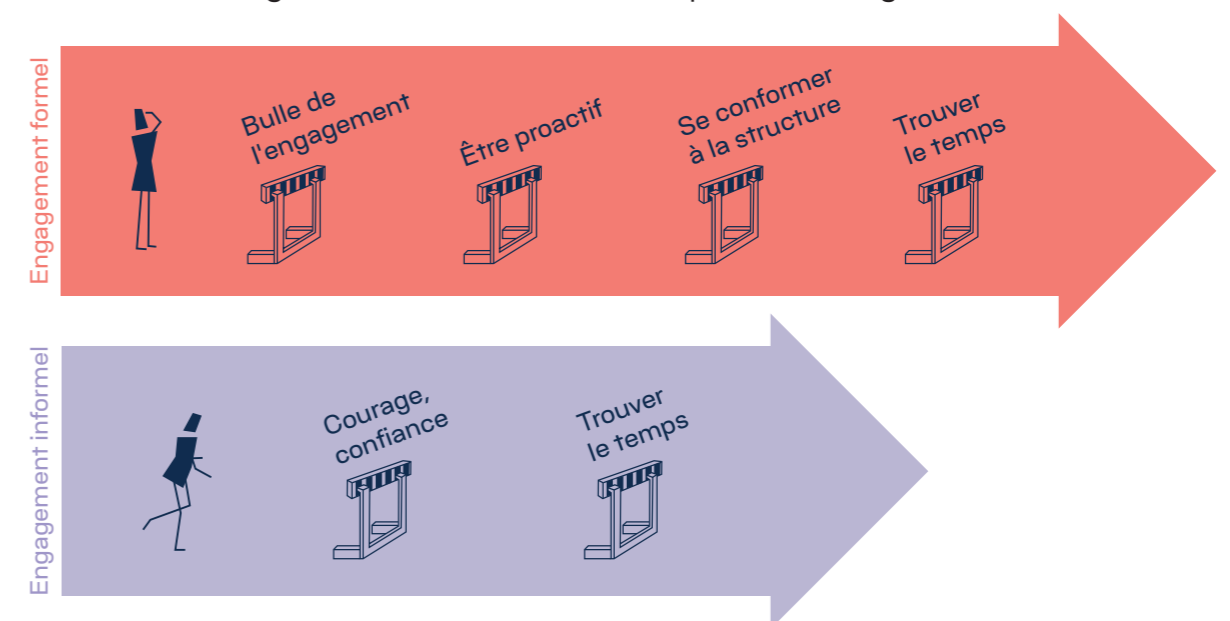 Engagement formel
Bulle de
l'engagement
Être proactif
Se conformer
à la structure
Trouver
le temps
Engagement informel
Courage,
confiance
Trouver
le temps